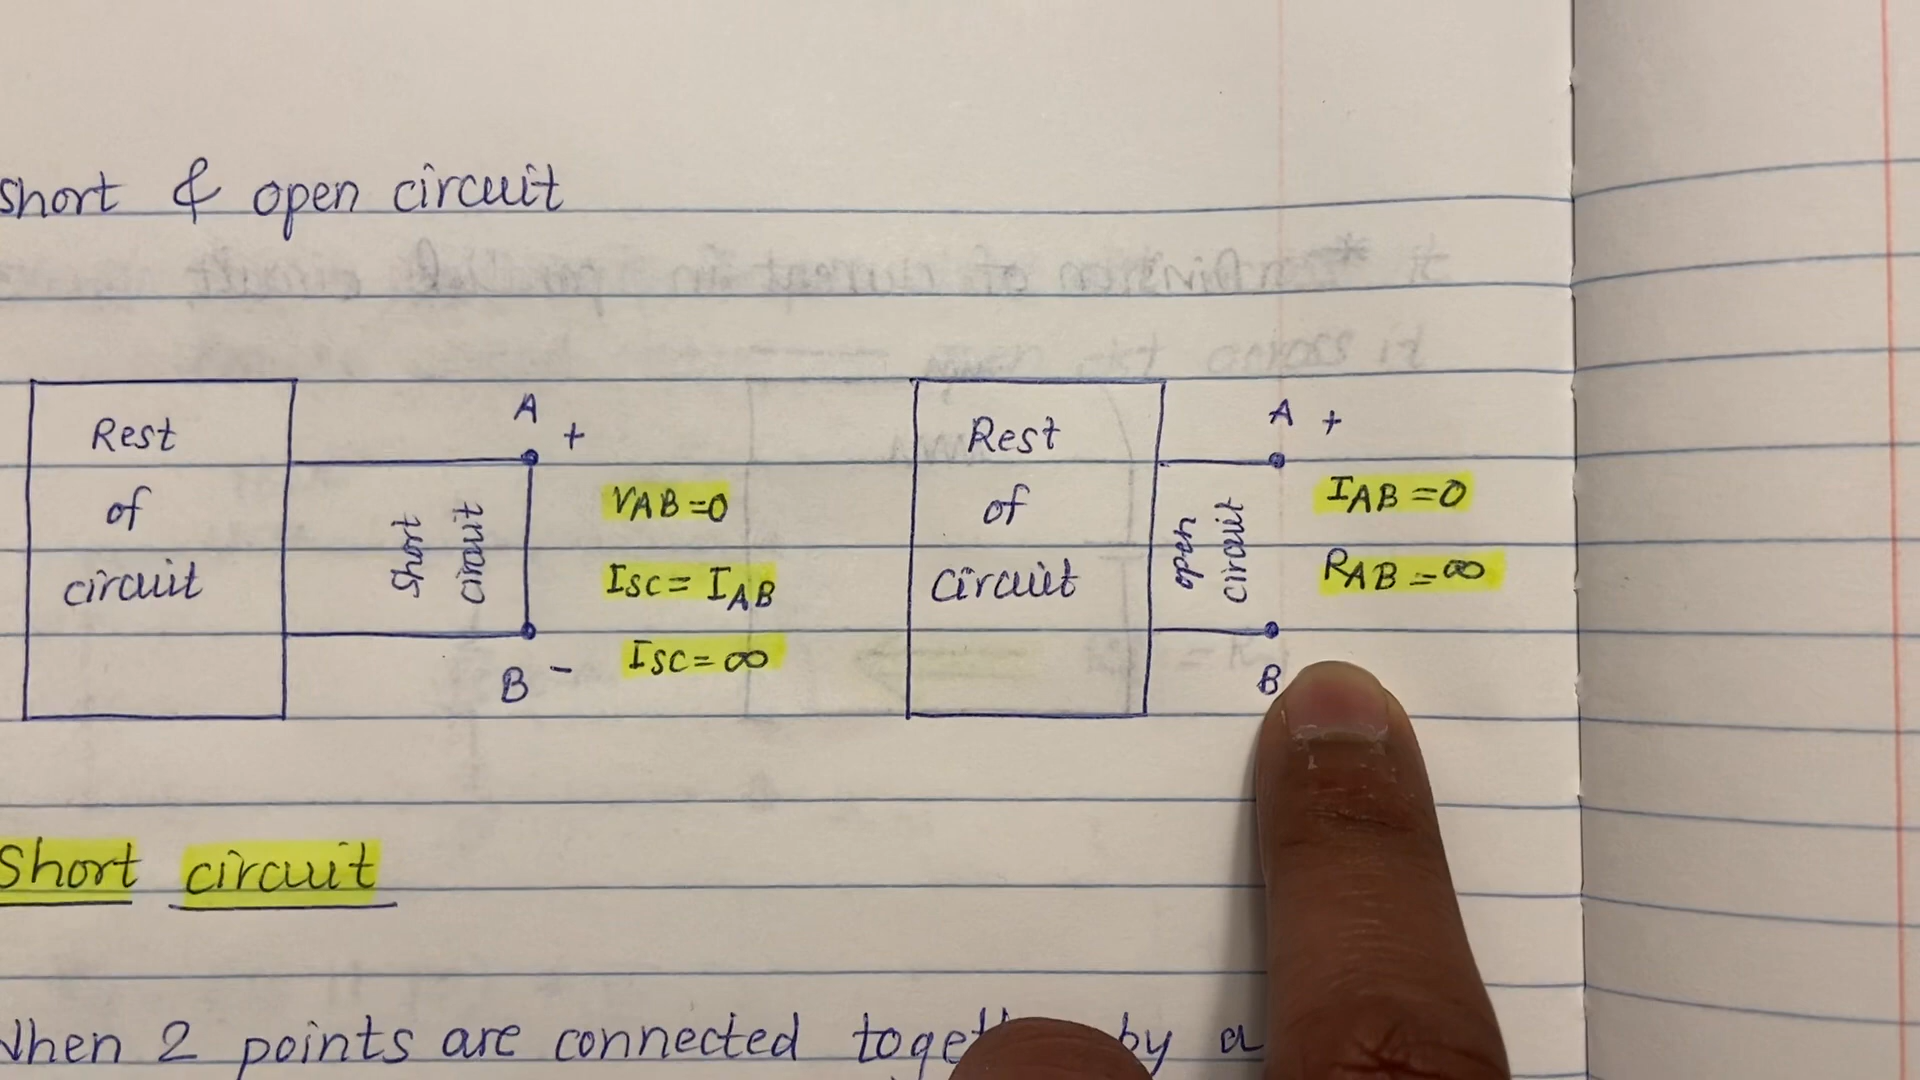 Short & open circuit
Rest
of
circuit
Short
circuit
A
+
VAB=0
ISC= IAB
ISC=∞
B -
Rest
of
circuit
open
circuit
A +
IAB=0
RAB=∞
B
Short circuit
When 2 points are connected by a